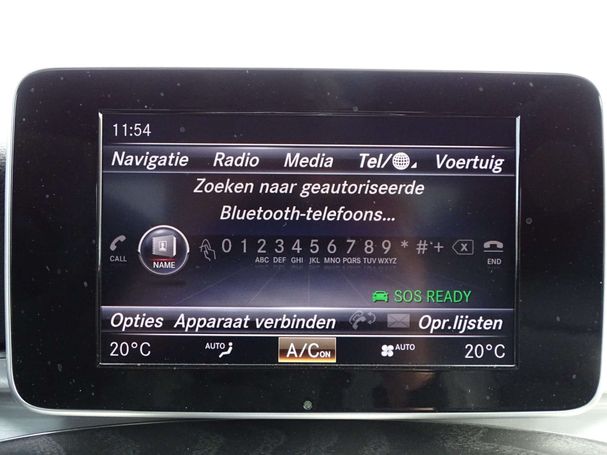 11:54
Navigatie Radio Media Tel/ Voertuig
Zoeken naar geautoriseerde
Bluetooth-telefoons...
0 1 2 3 4 5 6 7 8 9 * # +
ABC DEF GHI JKL MNO PQRS TUV WXYZ
CALL NAME END
SOS READY
Opties Apparaat verbinden Opr.lijsten
20°C AUTO A/C ON AUTO 20°C